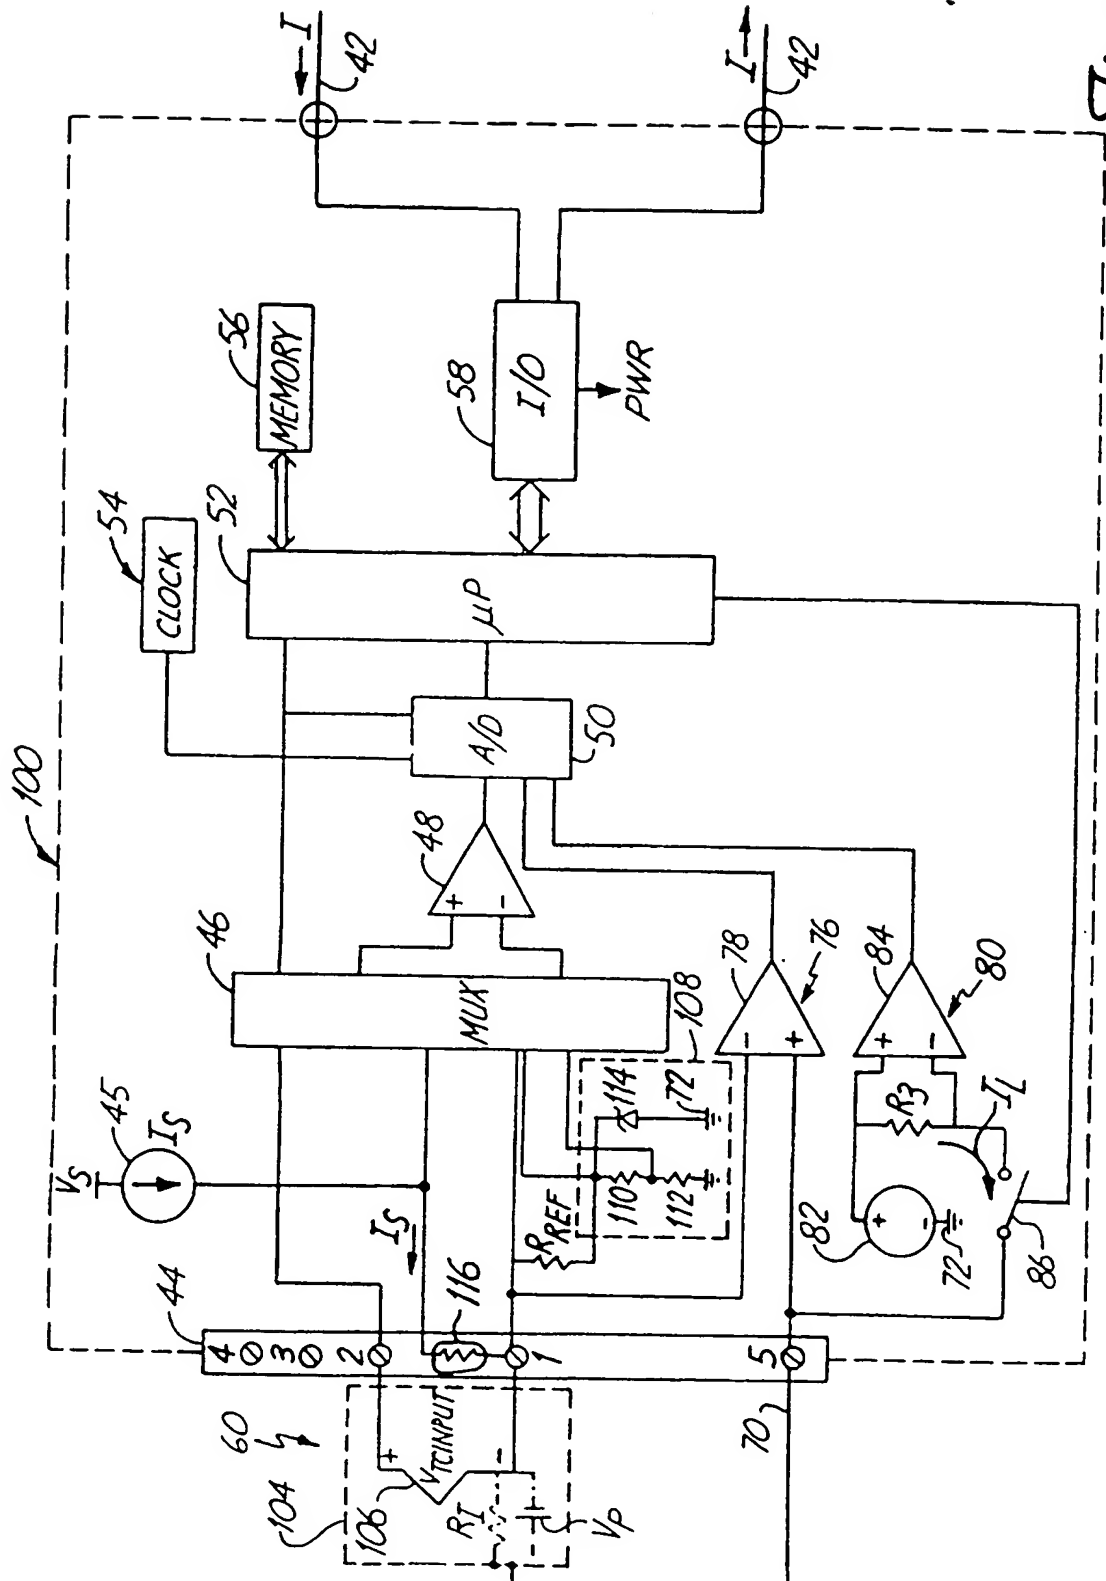 100
I
42
I
42
54
CLOCK
56
MEMORY
52
µP
58
I/O
PWR
A/D
50
48
+
-
46
MUX
45
V_S
I_S
I_S
44
4
3
2
116
1
5
R_REF
110
112
114
72
108
78
-
+
76
84
+
-
80
R_3
I_L
82
+
-
72
86
60
104
106
+
V_TCINPUT
-
R_I
V_P
70